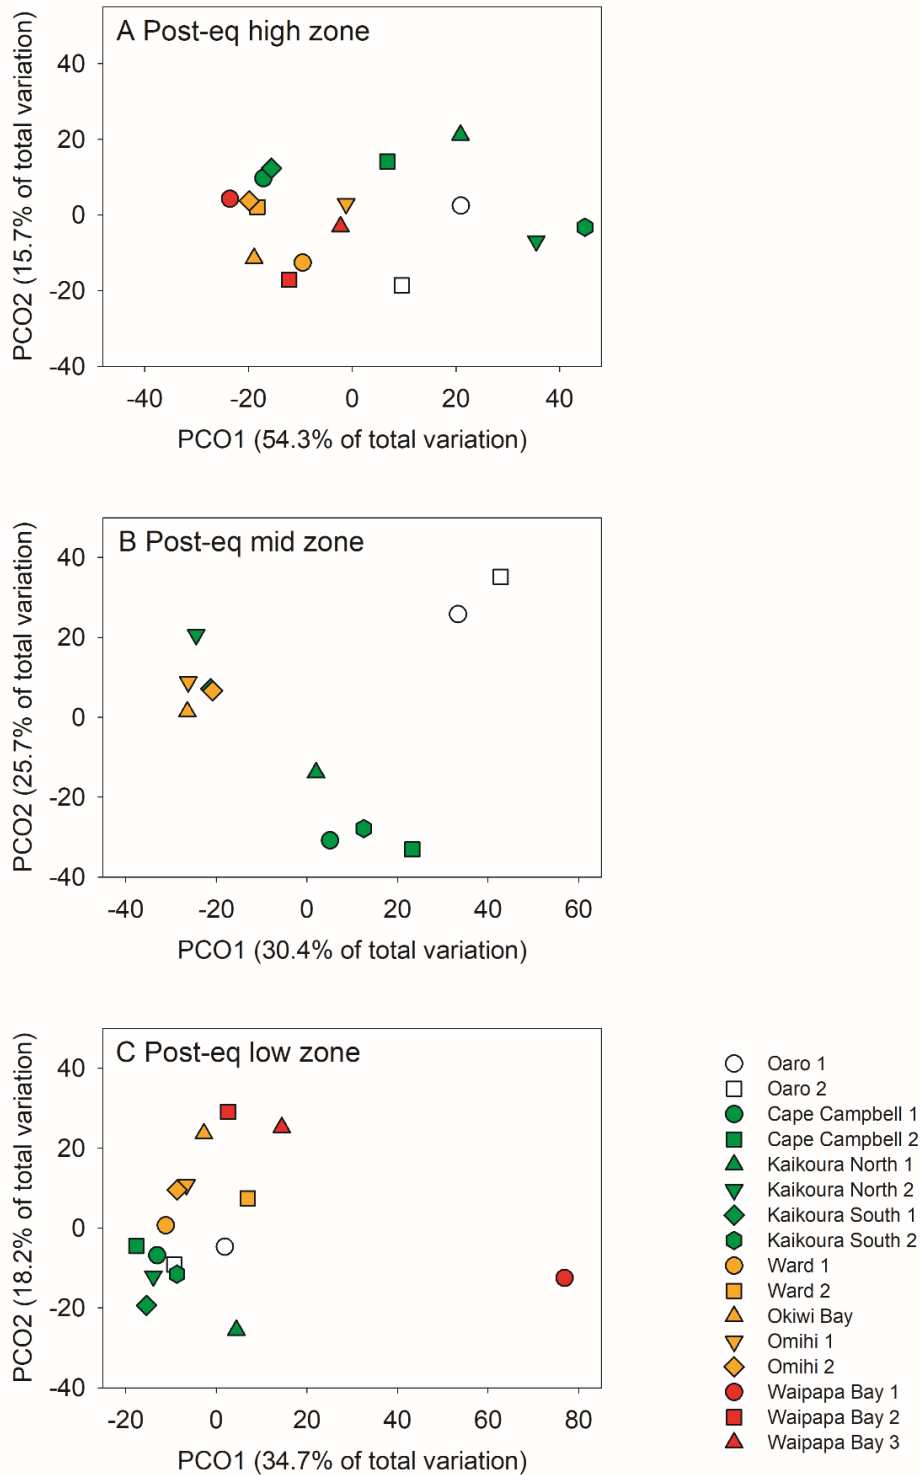 A Post-eq high zone
40
20
0
-20
-40
PCO2 (15.7% of total variation)
-40 -20 0 20 40
PCO1 (54.3% of total variation)
B Post-eq mid zone
40
20
0
-20
-40
PCO2 (25.7% of total variation)
-40 -20 0 20 40 60
PCO1 (30.4% of total variation)
C Post-eq low zone
40
20
0
-20
-40
PCO2 (18.2% of total variation)
-20 0 20 40 60 80
PCO1 (34.7% of total variation)
Oaro 1
Oaro 2
Cape Campbell 1
Cape Campbell 2
Kaikoura North 1
Kaikoura North 2
Kaikoura South 1
Kaikoura South 2
Ward 1
Ward 2
Okiwi Bay
Omihi 1
Omihi 2
Waipapa Bay 1
Waipapa Bay 2
Waipapa Bay 3